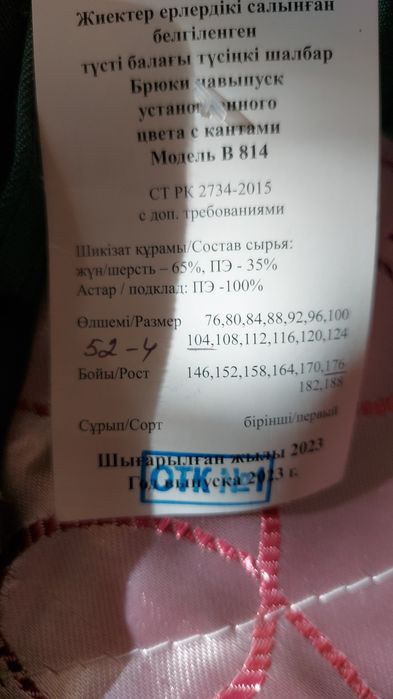 Жиектер ерлердікі салынған
белгіленген
түсті балағы түсіңкі шалбар
Брюки навыпуск
установленного
цвета с кантами
Модель В 814
СТ РК 2734-2015
с доп. требованиями
Шикізат құрамы/Состав сырья:
жүн/шерсть – 65%, ПЭ - 35%
Астар / подклад: ПЭ -100%
Өлшемі/Размер 76,80,84,88,92,96,100
52-4 104,108,112,116,120,124
Бойы/Рост 146,152,158,164,170,176
182,188
Сұрып/Сорт бірінші/первый
Шығарылған жылы 2023
Год выпуска 2023 г.
ОТК №1